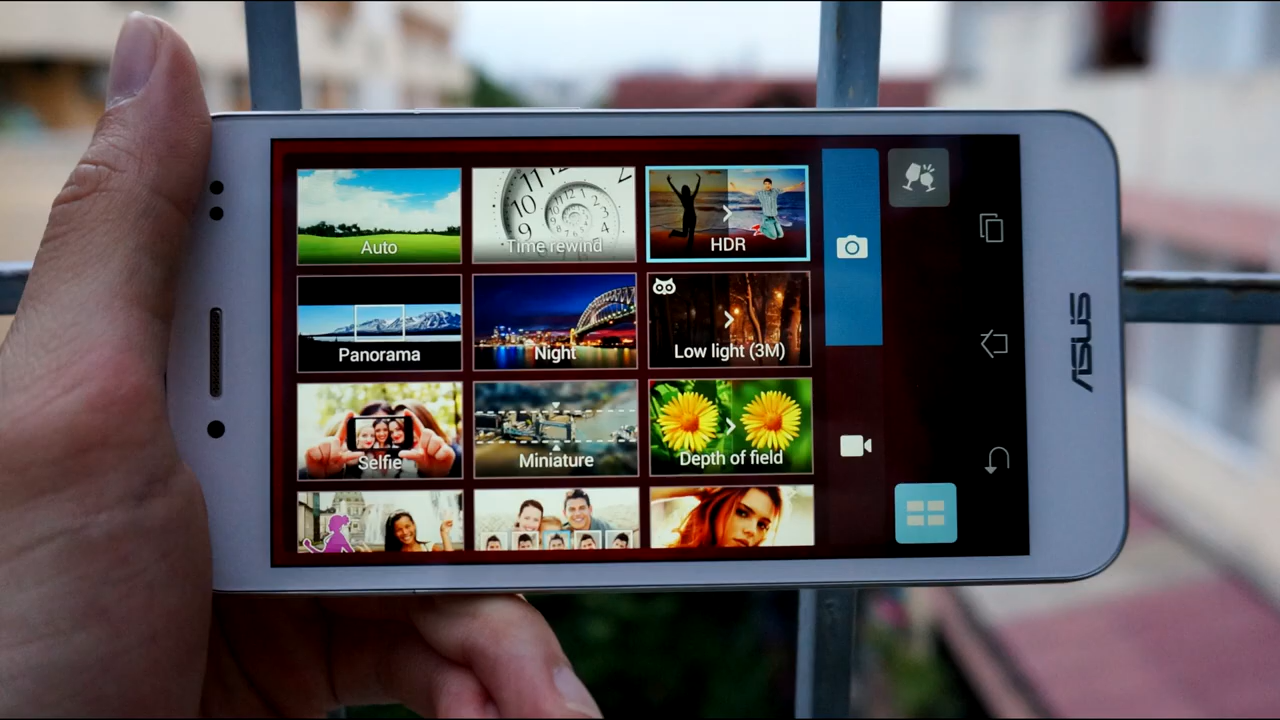 Auto
Time rewind
HDR
Panorama
Night
Low light (3M)
Selfie
Miniature
Depth of field
ASUS